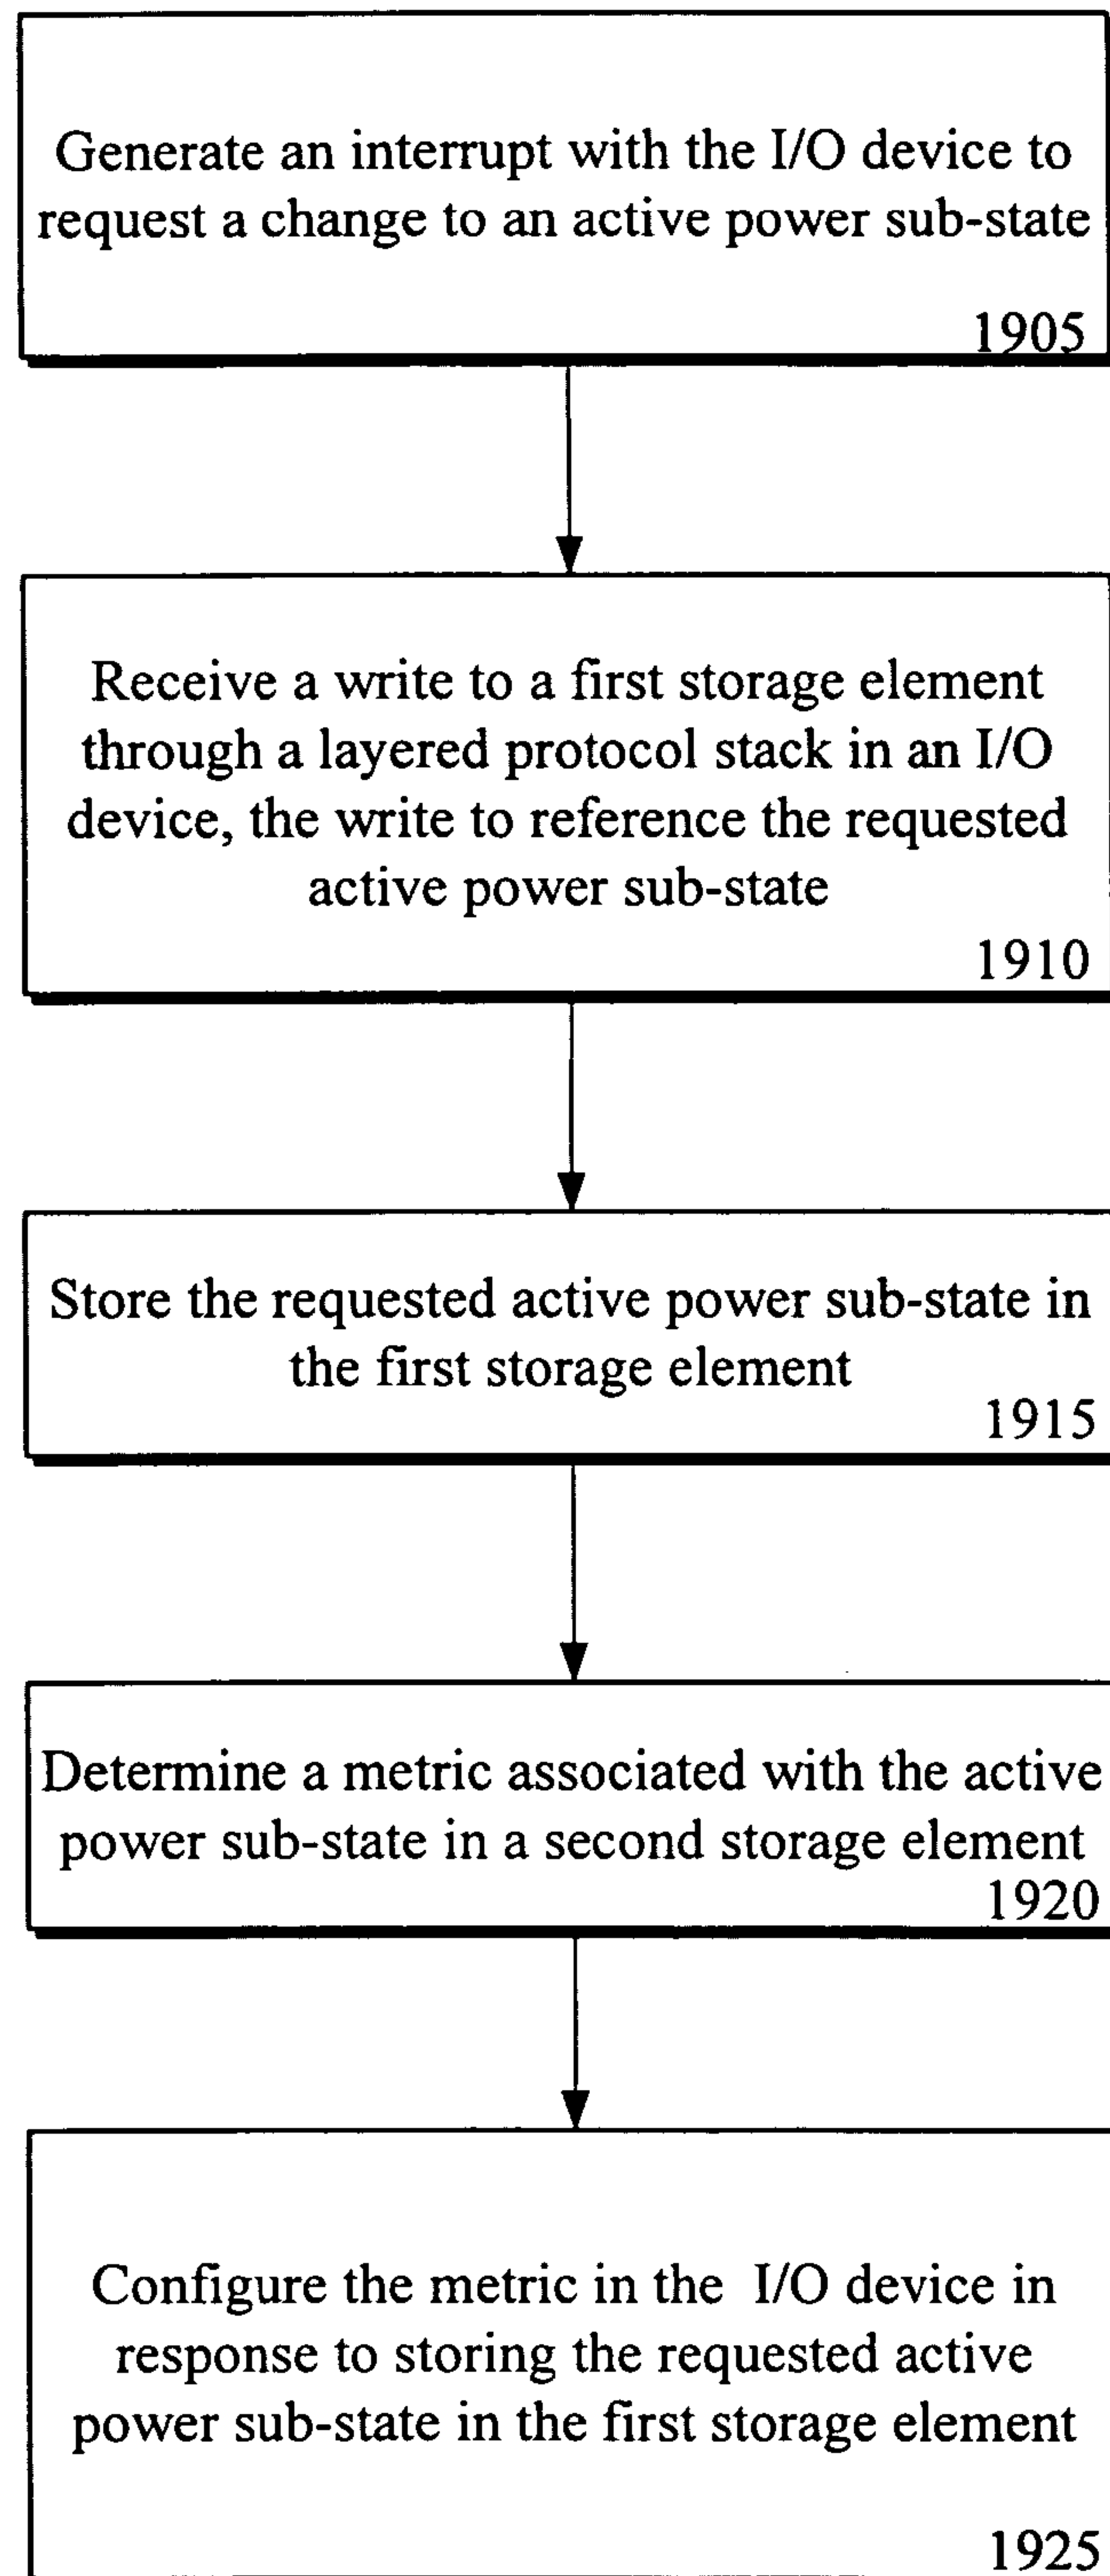 Generate an interrupt with the I/O device to
request a change to an active power sub-state
1905
Receive a write to a first storage element
through a layered protocol stack in an I/O
device, the write to reference the requested
active power sub-state
1910
Store the requested active power sub-state in
the first storage element
1915
Determine a metric associated with the active
power sub-state in a second storage element
1920
Configure the metric in the I/O device in
response to storing the requested active
power sub-state in the first storage element
1925